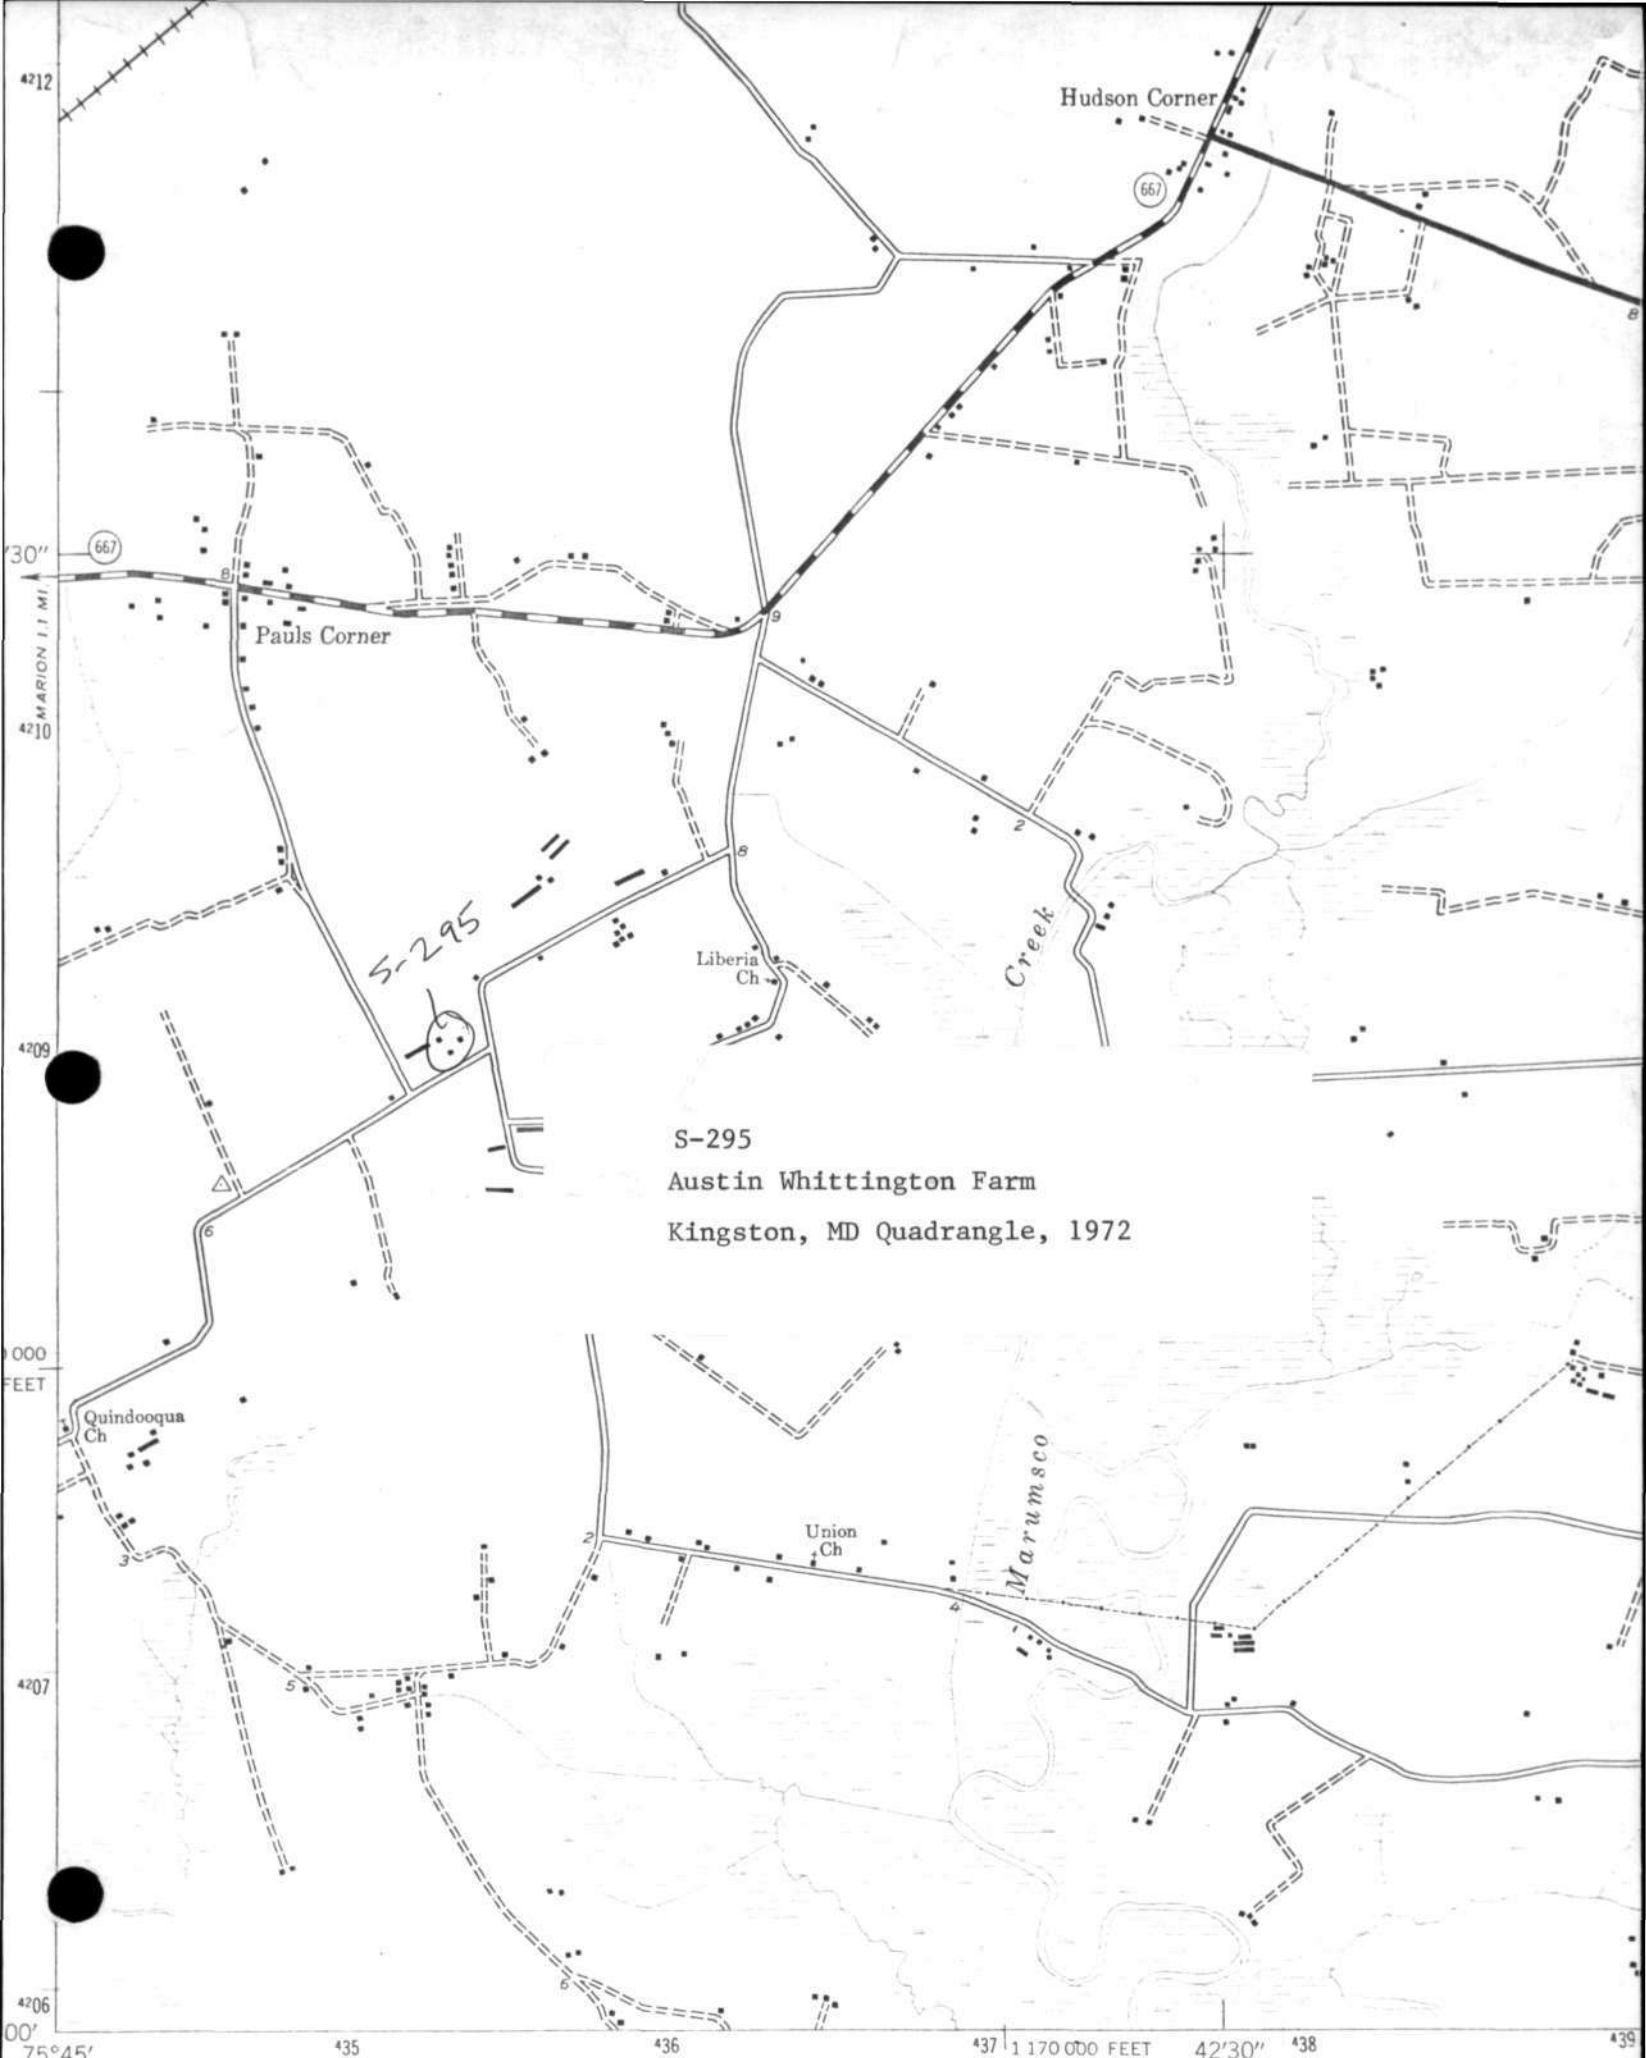 4212
Hudson Corner
667
8
'30"
667
8
MARION 1.1 MI.
Pauls Corner
9
4210
2
8
S-295
Liberia
Ch
Creek
4209
S-295
Austin Whittington Farm
Kingston, MD Quadrangle, 1972
6
000
FEET
Quindooqua
Ch
Marumsco
Union
Ch
2
3
4
4207
5
6
4206
00'
75°45'
435
436
437
1 170 000 FEET
42'30"
438
439